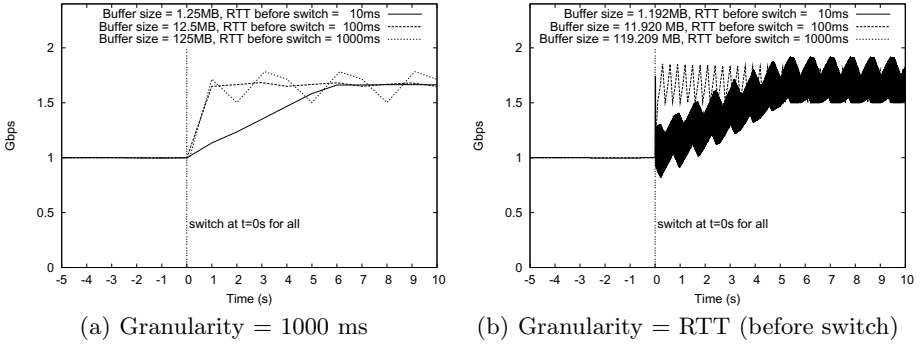 Buffer size = 1.25MB, RTT before switch = 10ms
Buffer size = 12.5MB, RTT before switch = 100ms
Buffer size = 125MB, RTT before switch = 1000ms
2
1.5
1
0.5
0
Gbps
switch at t=0s for all
-5 -4 -3 -2 -1 0 1 2 3 4 5 6 7 8 9 10
Time (s)
(a) Granularity = 1000 ms
Buffer size = 1.192MB, RTT before switch = 10ms
Buffer size = 11.920 MB, RTT before switch = 100ms
Buffer size = 119.209 MB, RTT before switch = 1000ms
2
1.5
1
0.5
0
Gbps
switch at t=0s for all
-5 -4 -3 -2 -1 0 1 2 3 4 5 6 7 8 9 10
Time (s)
(b) Granularity = RTT (before switch)